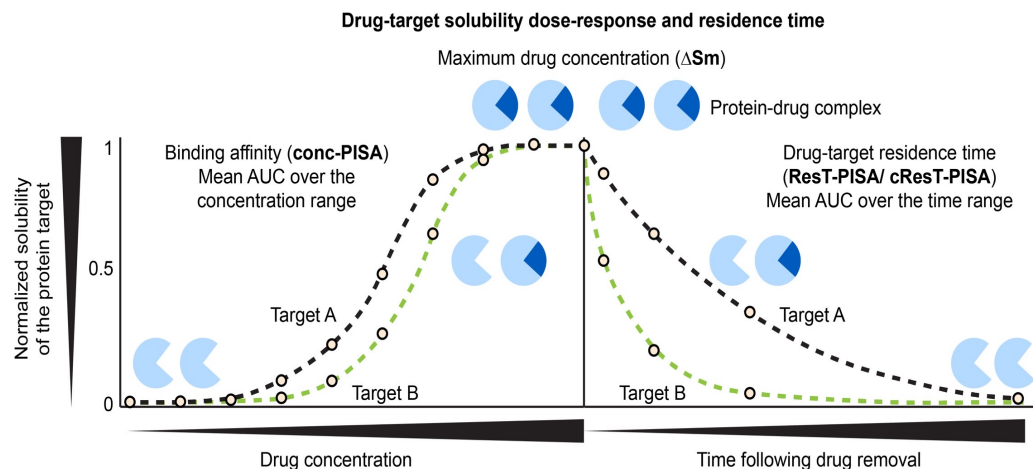 Drug-target solubility dose-response and residence time
Maximum drug concentration (ΔSm)
Protein-drug complex
Normalized solubility
of the protein target
1
0.5
0
Binding affinity (conc-PISA)
Mean AUC over the
concentration range
Drug-target residence time
(ResT-PISA/ cResT-PISA)
Mean AUC over the time range
Target A
Target B
Target A
Target B
Drug concentration
Time following drug removal